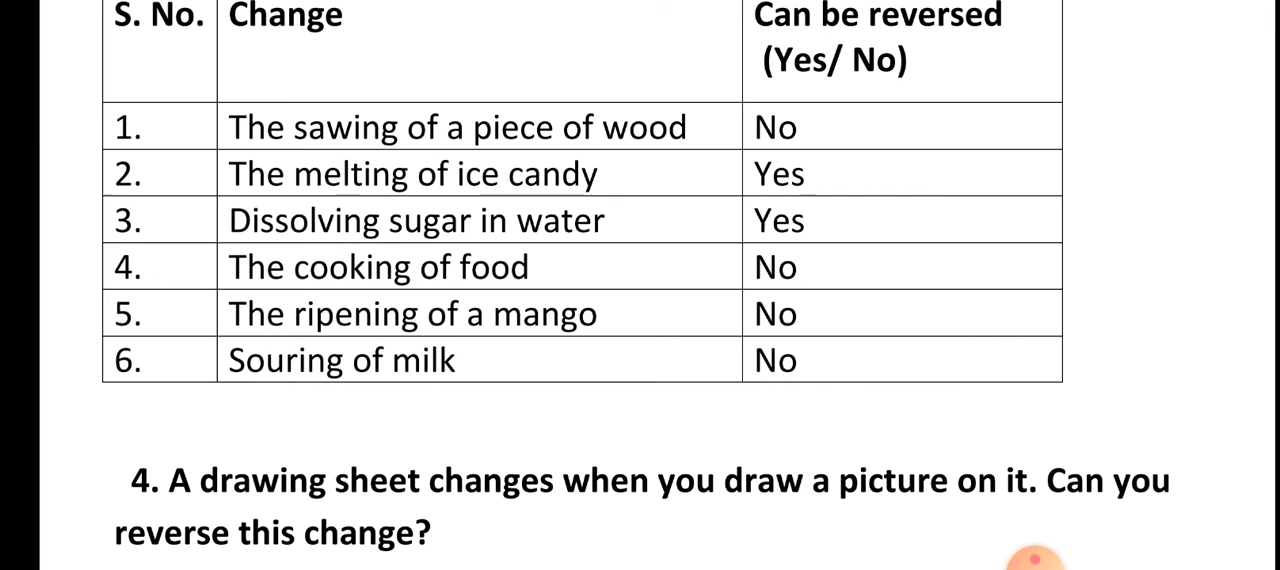 S. No. Change Can be reversed
(Yes/ No)
1. The sawing of a piece of wood No
2. The melting of ice candy Yes
3. Dissolving sugar in water Yes
4. The cooking of food No
5. The ripening of a mango No
6. Souring of milk No
4. A drawing sheet changes when you draw a picture on it. Can you
reverse this change?